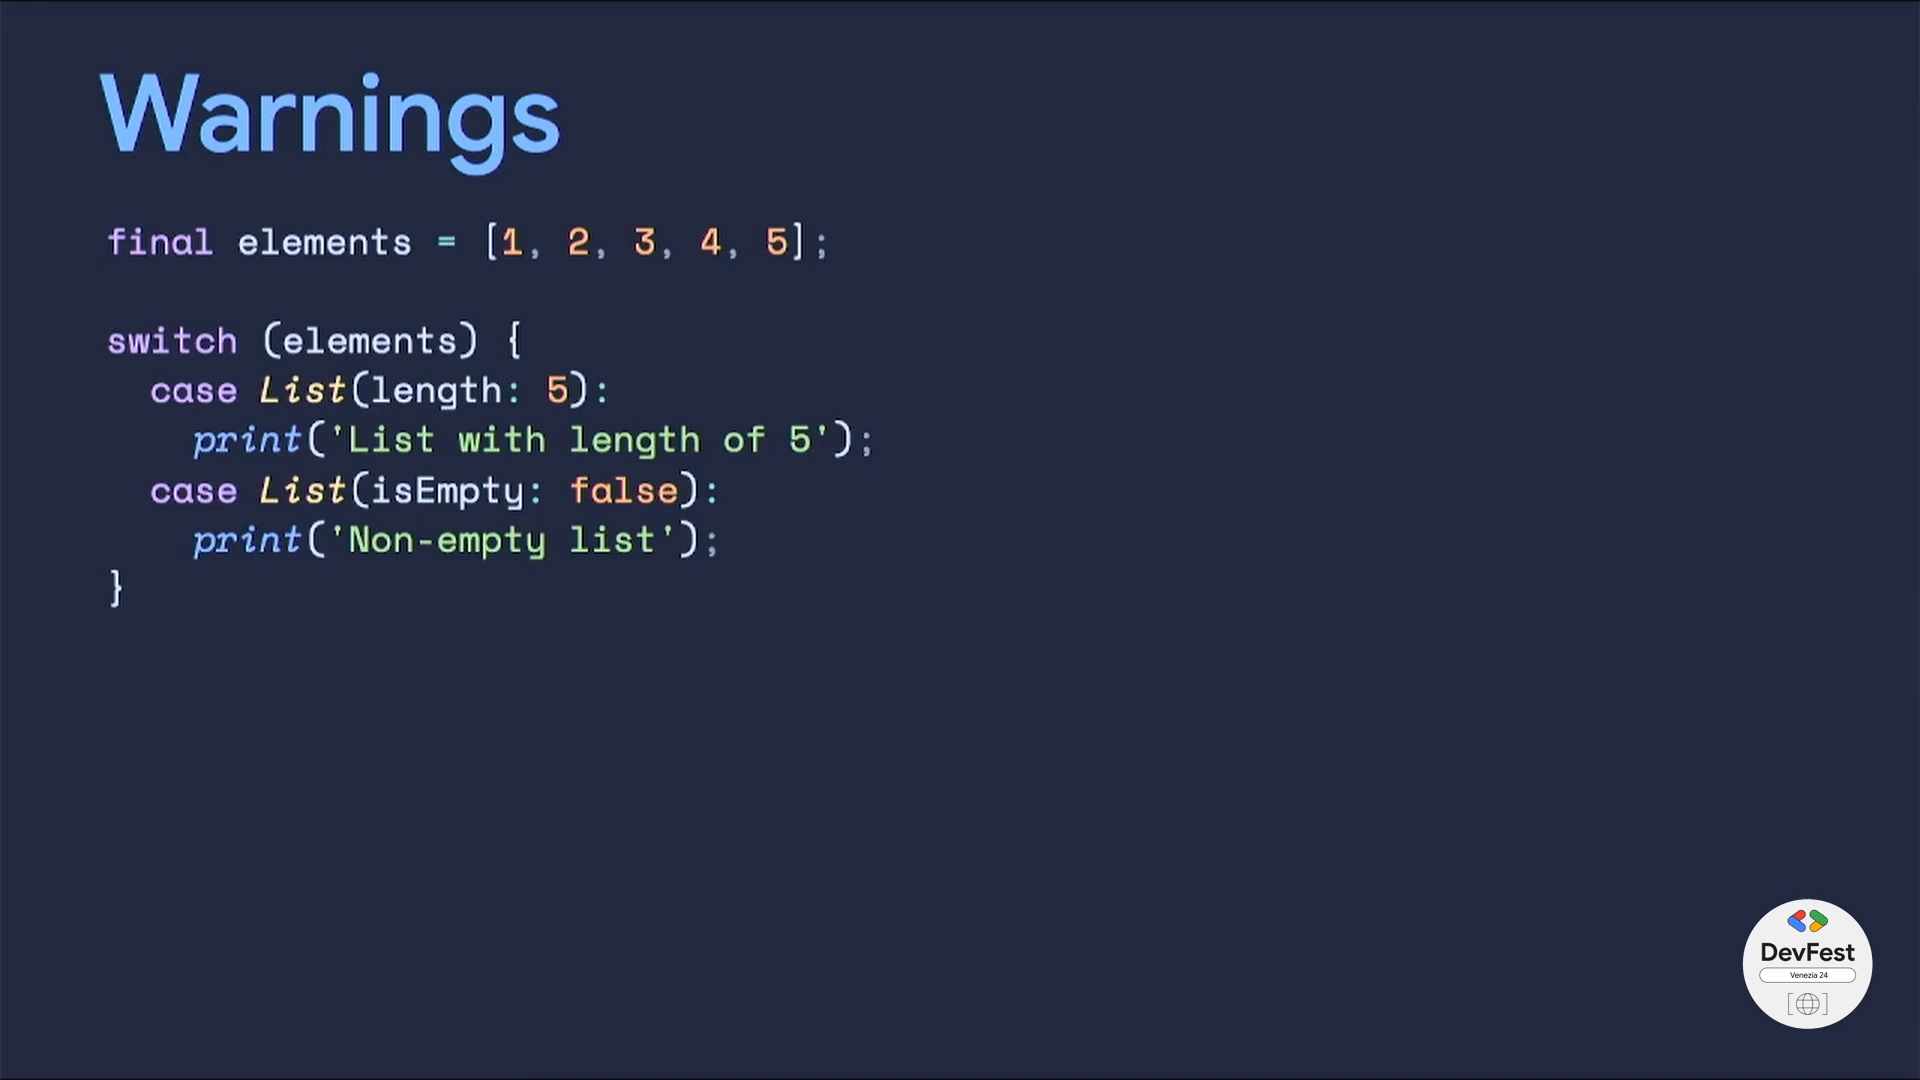 Warnings
final elements = [1, 2, 3, 4, 5];
switch (elements) {
  case List(length: 5):
    print('List with length of 5');
  case List(isEmpty: false):
    print('Non-empty list');
}
DevFest
Venezia 24